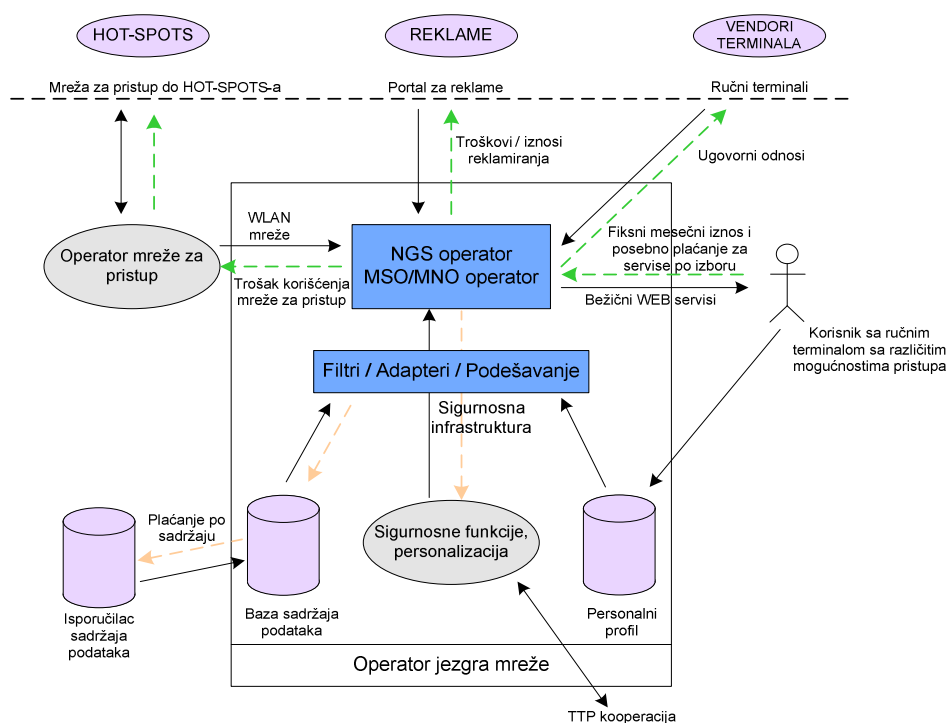 HOT-SPOTS
REKLAME
VENDORI
TERMINALA
Mreža za pristup do HOT-SPOTS-a
Portal za reklame
Ručni terminali
Troškovi / iznosi
reklamiranja
Ugovorni odnosi
WLAN
mreže
Operator mreže za
pristup
NGS operator
MSO/MNO operator
Fiksni mesečni iznos i
posebno plaćanje za
servise po izboru
Trošak korišćenja
mreže za pristup
Bežični WEB servisi
Korisnik sa ručnim
terminalom sa različitim
mogućnostima pristupa
Filtri / Adapteri / Podešavanje
Sigurnosna
infrastruktura
Plaćanje po
sadržaju
Sigurnosne funkcije,
personalizacija
Isporučilac
sadržaja
podataka
Baza sadržaja
podataka
Personalni
profil
Operator jezgra mreže
TTP kooperacija